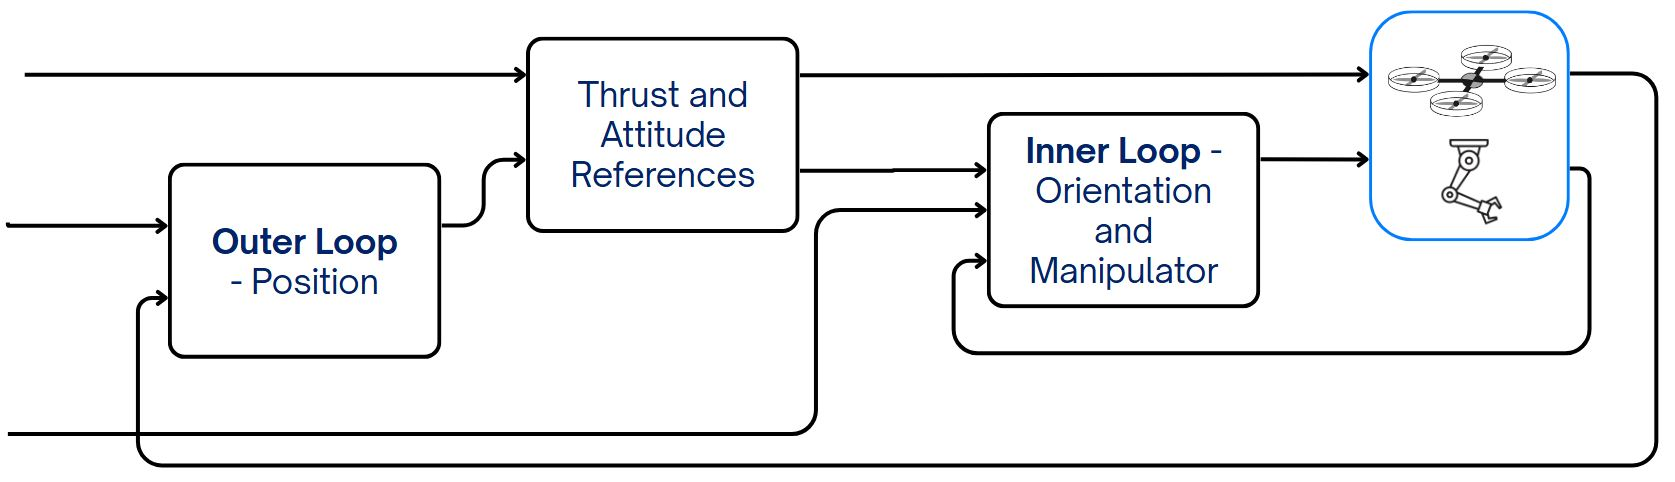 Thrust and
Attitude
References
Outer Loop
- Position
Inner Loop -
Orientation
and
Manipulator